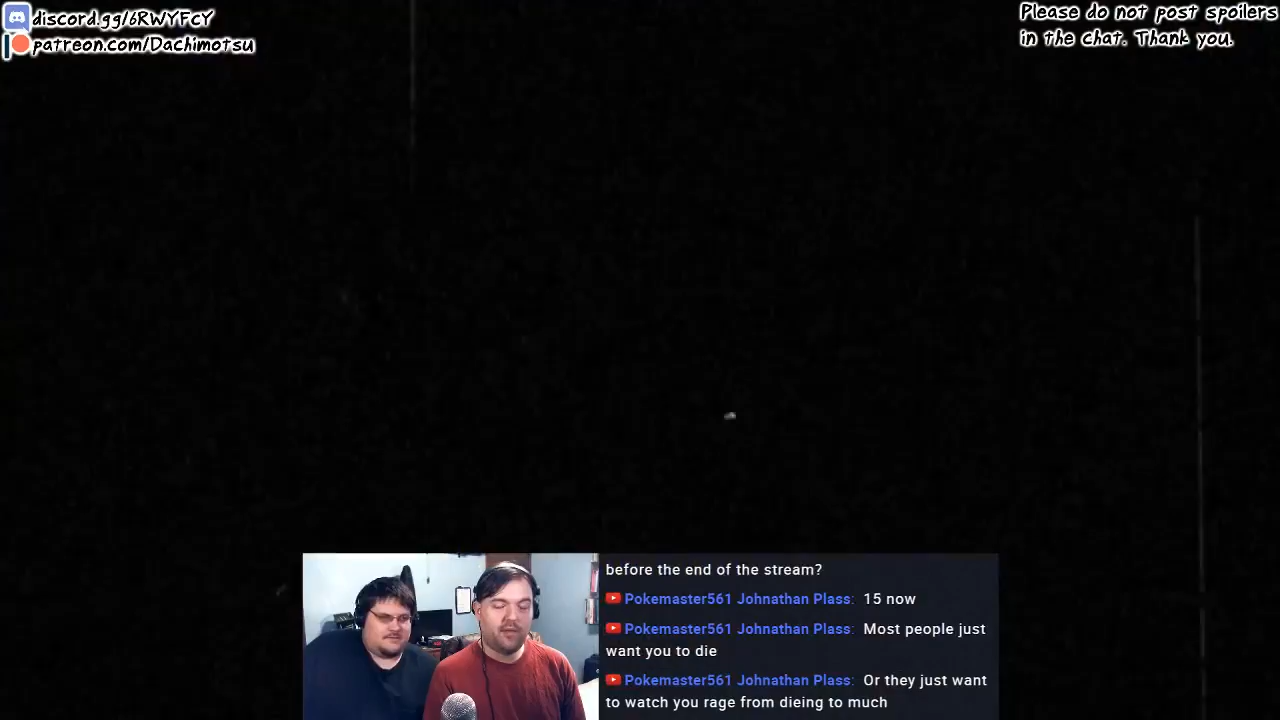 discord.gg/6RWYFcY
patreon.com/Dachimotsu
Please do not post spoilers
in the chat. Thank you.
before the end of the stream?
Pokemaster561 Johnathan Plass: 15 now
Pokemaster561 Johnathan Plass: Most people just
want you to die
Pokemaster561 Johnathan Plass: Or they just want
to watch you rage from dieing to much